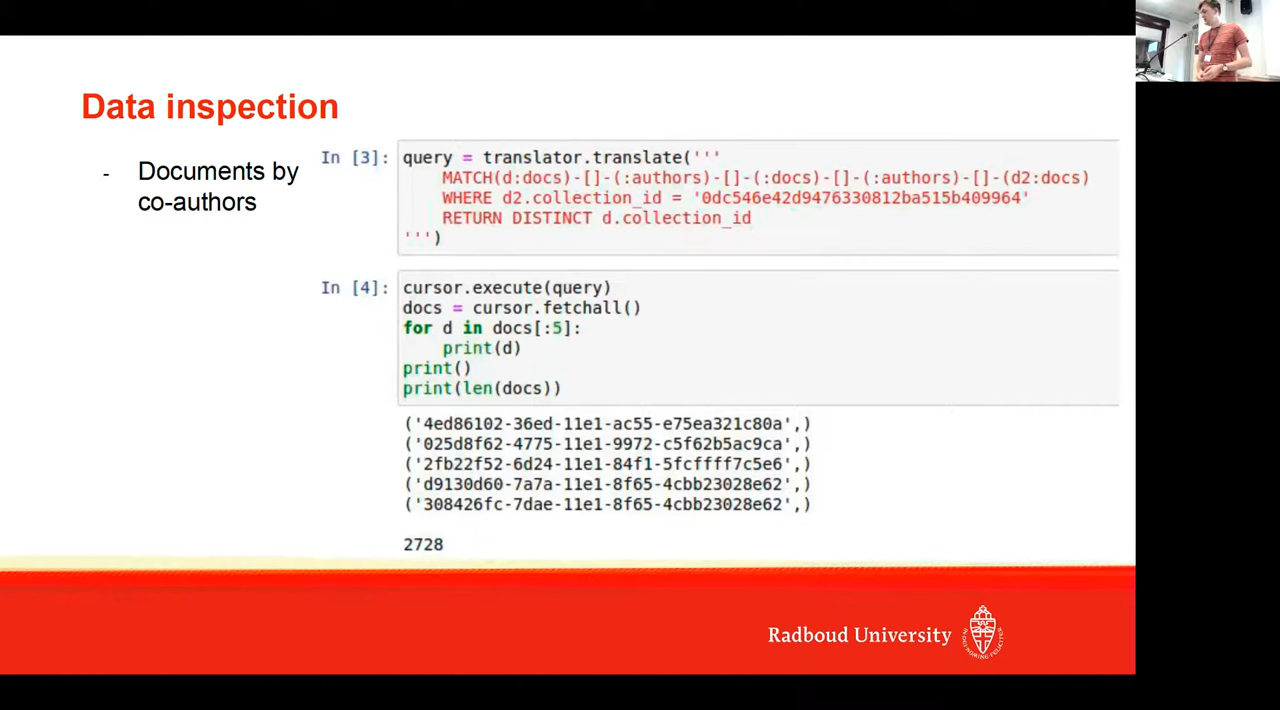 Data inspection
- Documents by
co-authors
In [3]: query = translator.translate('''
MATCH(d:docs)-[]-(:authors)-[]-(:docs)-[]-(:authors)-[]-(d2:docs)
WHERE d2.collection_id = '0dc546e42d9476330812ba515b409964'
RETURN DISTINCT d.collection_id
''')
In [4]: cursor.execute(query)
docs = cursor.fetchall()
for d in docs[:5]:
print(d)
print()
print(len(docs))
('4ed86102-36ed-11e1-ac55-e75ea321c80a',)
('025d8f62-4775-11e1-9972-c5f62b5ac9ca',)
('2fb22f52-6d24-11e1-84f1-5fcffff7c5e6',)
('d9130d60-7a7a-11e1-8f65-4cbb23028e62',)
('308426fc-7dae-11e1-8f65-4cbb23028e62',)
2728
Radboud University